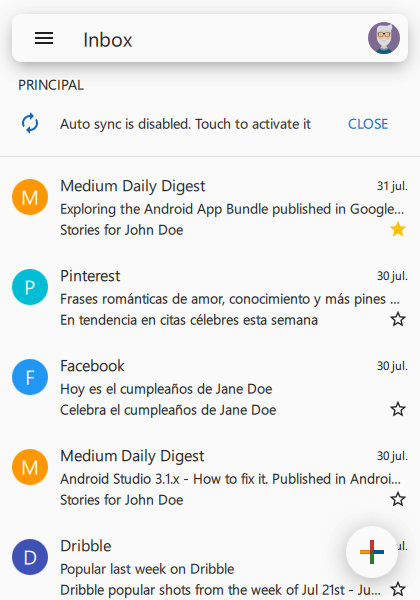 Inbox
PRINCIPAL
Auto sync is disabled. Touch to activate it CLOSE
M Medium Daily Digest 31 jul.
Exploring the Android App Bundle published in Google...
Stories for John Doe
P Pinterest 30 jul.
Frases románticas de amor, conocimiento y más pines ...
En tendencia en citas célebres esta semana
F Facebook 30 jul.
Hoy es el cumpleaños de Jane Doe
Celebra el cumpleaños de Jane Doe
M Medium Daily Digest 30 jul.
Android Studio 3.1.x - How to fix it. Published in Androi...
Stories for John Doe
D Dribble
Popular last week on Dribble
Dribble popular shots from the week of Jul 21st - Ju...